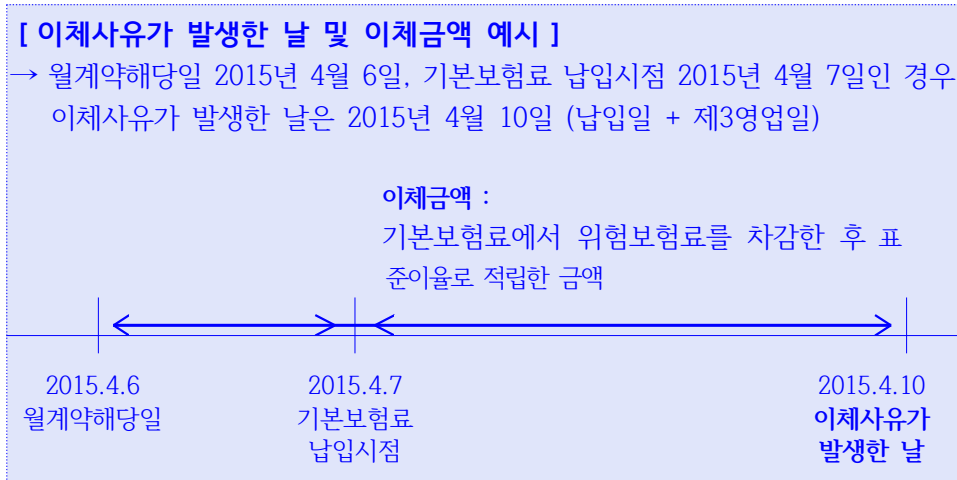 [ 이체사유가 발생한 날 및 이체금액 예시 ]
→ 월계약해당일 2015년 4월 6일, 기본보험료 납입시점 2015년 4월 7일인 경우
이체사유가 발생한 날은 2015년 4월 10일 (납입일 + 제3영업일)
이체금액 :
기본보험료에서 위험보험료를 차감한 후 표
준이율로 적립한 금액
2015.4.6
월계약해당일
2015.4.7
기본보험료
납입시점
2015.4.10
이체사유가
발생한 날